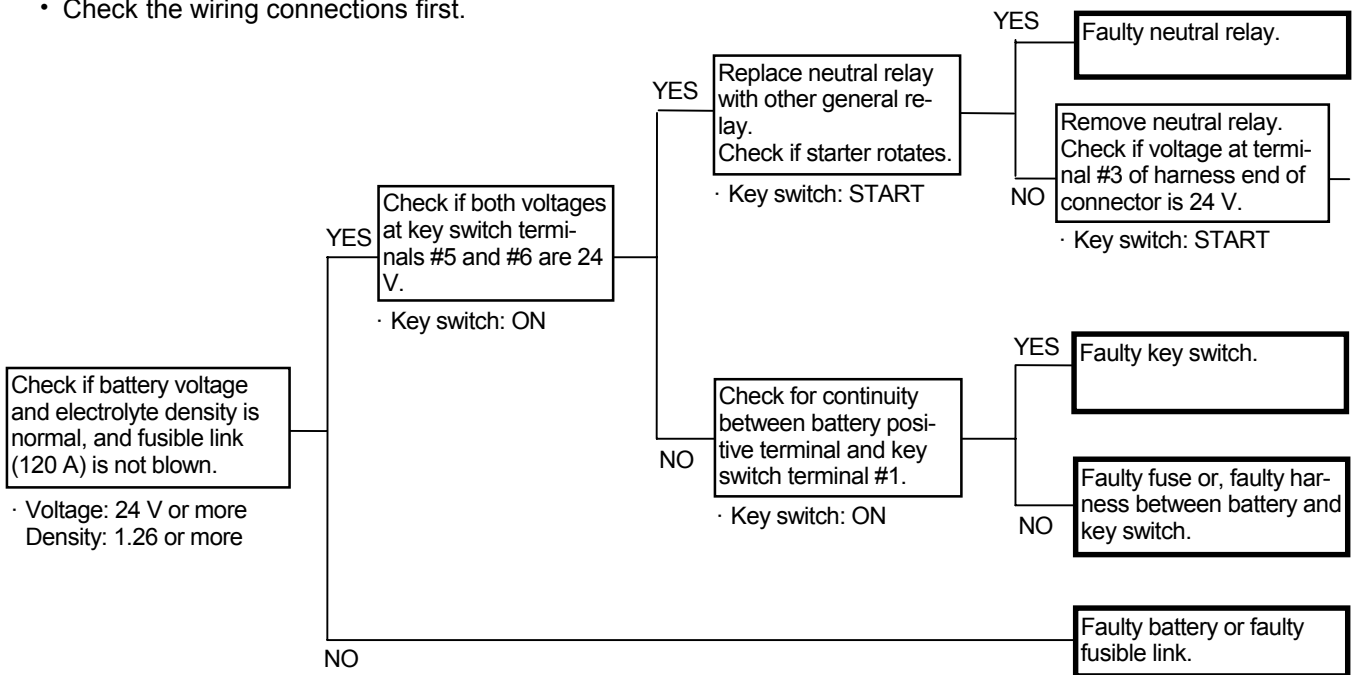 • Check the wiring connections first.
YES
Faulty neutral relay.
YES
Replace neutral relay
with other general re-
lay.
Check if starter rotates.
· Key switch: START
NO
Remove neutral relay.
Check if voltage at termi-
nal #3 of harness end of
connector is 24 V.
· Key switch: START
YES
Check if both voltages
at key switch termi-
nals #5 and #6 are 24
V.
· Key switch: ON
Check if battery voltage
and electrolyte density is
normal, and fusible link
(120 A) is not blown.
· Voltage: 24 V or more
Density: 1.26 or more
NO
Check for continuity
between battery posi-
tive terminal and key
switch terminal #1.
· Key switch: ON
YES
Faulty key switch.
NO
Faulty fuse or, faulty har-
ness between battery and
key switch.
NO
Faulty battery or faulty
fusible link.